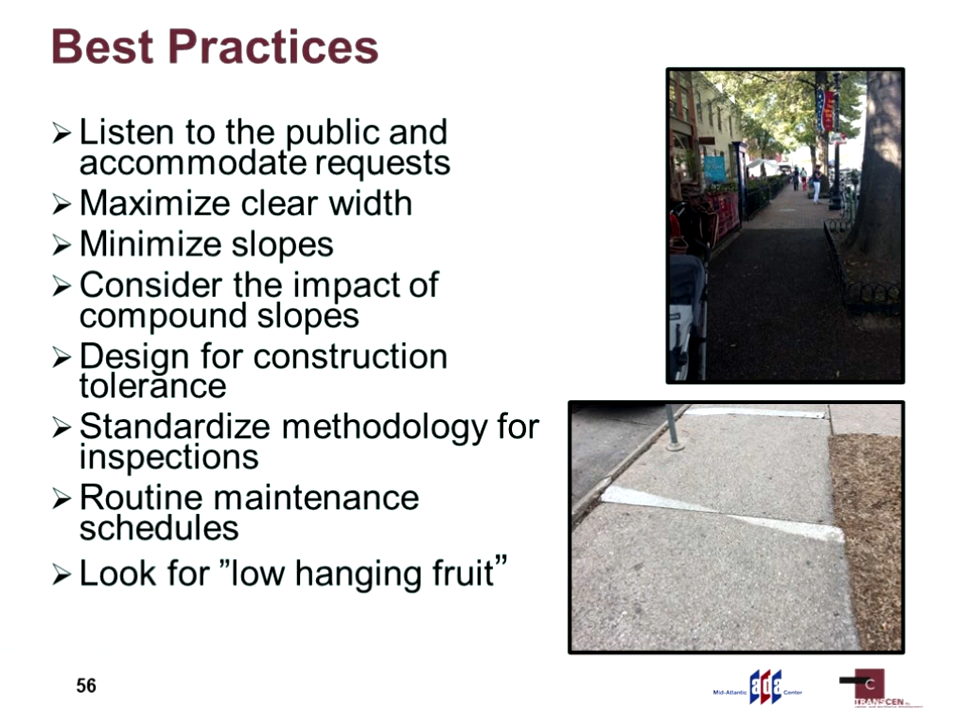 Best Practices
Listen to the public and
accommodate requests
Maximize clear width
Minimize slopes
Consider the impact of
compound slopes
Design for construction
tolerance
Standardize methodology for
inspections
Routine maintenance
schedules
Look for ”low hanging fruit”
56
Mid-Atlantic ada Center
C
TRANSCEN